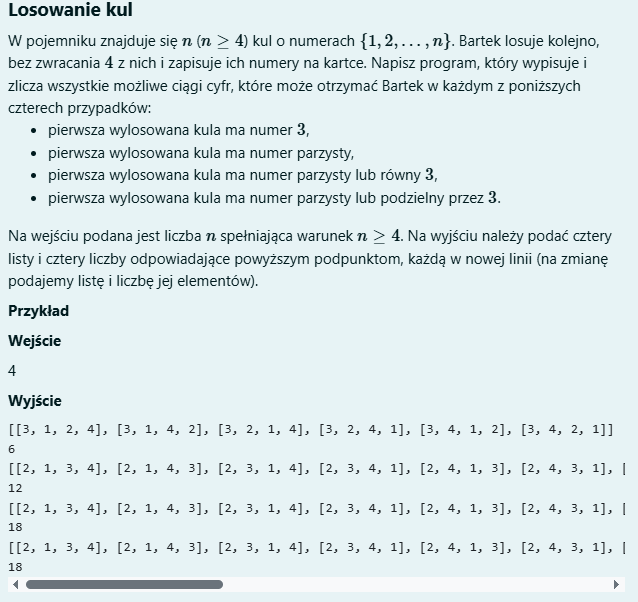 Losowanie kul
W pojemniku znajduje się n (n ≥ 4) kul o numerach {1, 2, . . . , n}. Bartek losuje kolejno,
bez zwracania 4 z nich i zapisuje ich numery na kartce. Napisz program, który wypisuje i
zlicza wszystkie możliwe ciągi cyfr, które może otrzymać Bartek w każdym z poniższych
czterech przypadków:
• pierwsza wylosowana kula ma numer 3,
• pierwsza wylosowana kula ma numer parzysty,
• pierwsza wylosowana kula ma numer parzysty lub równy 3,
• pierwsza wylosowana kula ma numer parzysty lub podzielny przez 3.
Na wejściu podana jest liczba n spełniająca warunek n ≥ 4. Na wyjściu należy podać cztery
listy i cztery liczby odpowiadające powyższym podpunktom, każdą w nowej linii (na zmianę
podajemy listę i liczbę jej elementów).
Przykład
Wejście
4
Wyjście
[[3, 1, 2, 4], [3, 1, 4, 2], [3, 2, 1, 4], [3, 2, 4, 1], [3, 4, 1, 2], [3, 4, 2, 1]]
6
[[2, 1, 3, 4], [2, 1, 4, 3], [2, 3, 1, 4], [2, 3, 4, 1], [2, 4, 1, 3], [2, 4, 3, 1], [
12
[[2, 1, 3, 4], [2, 1, 4, 3], [2, 3, 1, 4], [2, 3, 4, 1], [2, 4, 1, 3], [2, 4, 3, 1], [
18
[[2, 1, 3, 4], [2, 1, 4, 3], [2, 3, 1, 4], [2, 3, 4, 1], [2, 4, 1, 3], [2, 4, 3, 1], [
18